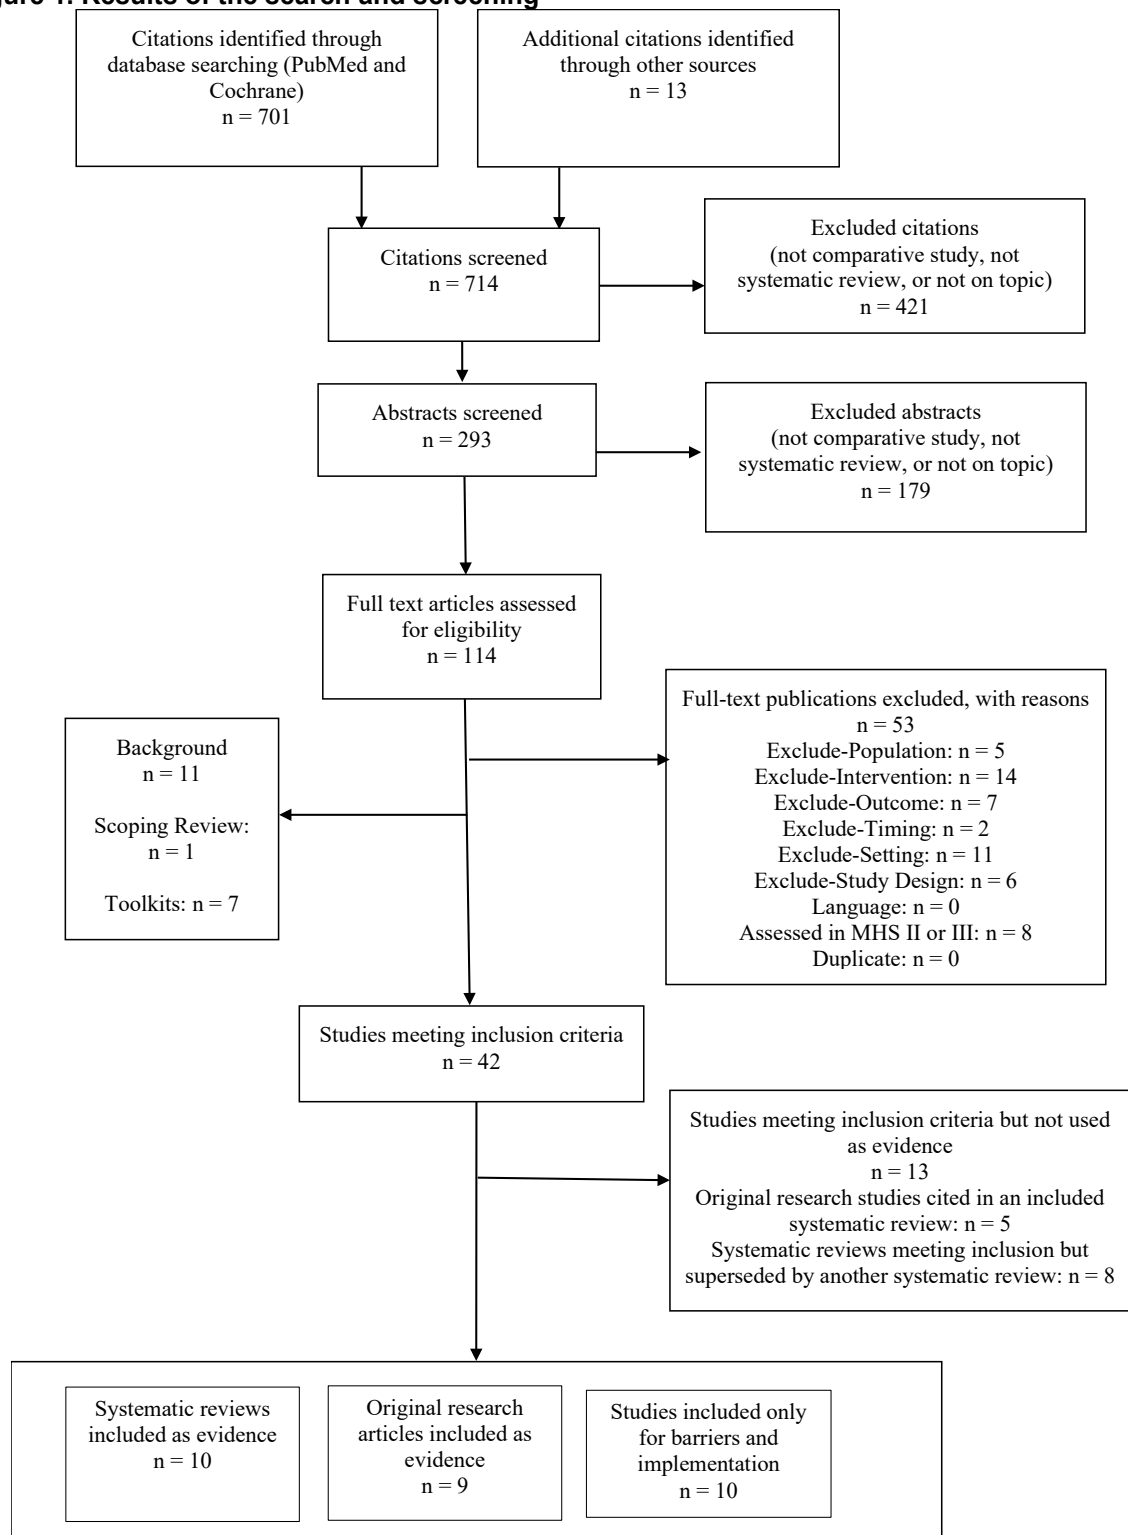 Figure 1. Results of the search and screening
Citations identified through
database searching (PubMed and
Cochrane)
n = 701
Additional citations identified
through other sources
n = 13
Citations screened
n = 714
Excluded citations
(not comparative study, not
systematic review, or not on topic)
n = 421
Abstracts screened
n = 293
Excluded abstracts
(not comparative study, not
systematic review, or not on topic)
n = 179
Full text articles assessed
for eligibility
n = 114
Full-text publications excluded, with reasons
n = 53
Exclude-Population: n = 5
Exclude-Intervention: n = 14
Exclude-Outcome: n = 7
Exclude-Timing: n = 2
Exclude-Setting: n = 11
Exclude-Study Design: n = 6
Language: n = 0
Assessed in MHS II or III: n = 8
Duplicate: n = 0
Background
n = 11
Scoping Review:
n = 1
Toolkits: n = 7
Studies meeting inclusion criteria
n = 42
Studies meeting inclusion criteria but not used
as evidence
n = 13
Original research studies cited in an included
systematic review: n = 5
Systematic reviews meeting inclusion but
superseded by another systematic review: n = 8
Systematic reviews
included as evidence
n = 10
Original research
articles included as
evidence
n = 9
Studies included only
for barriers and
implementation
n = 10